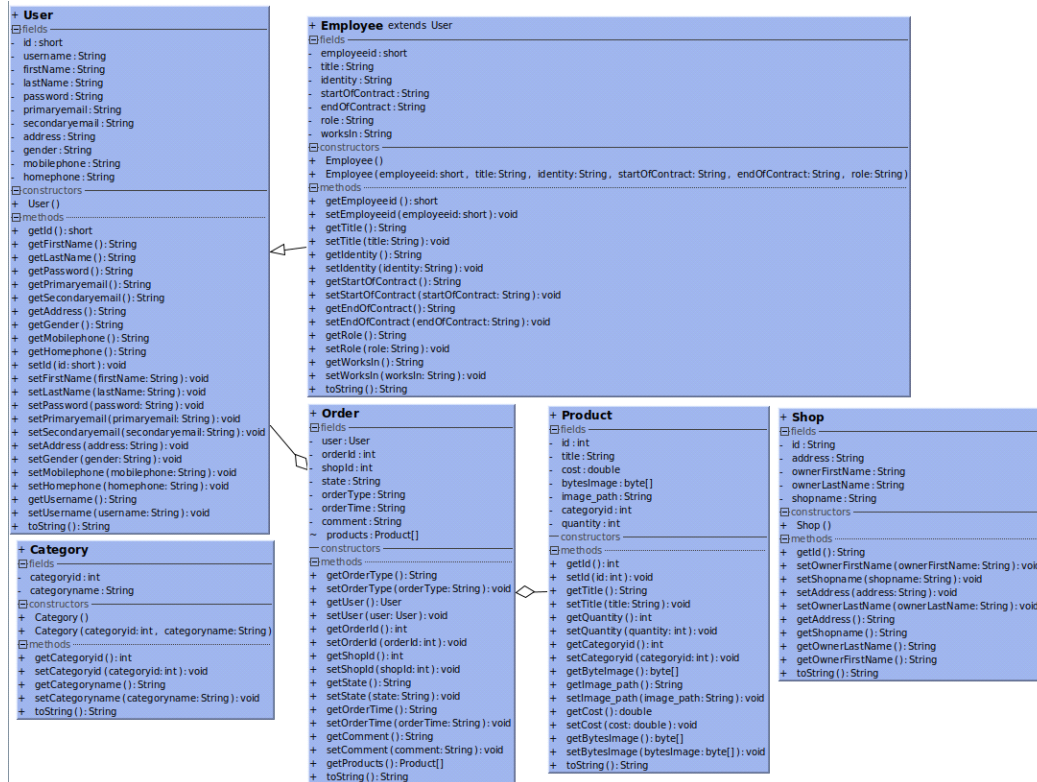 + User
fields
- id : short
- username : String
- firstName : String
- lastName : String
- password : String
- primaryemail : String
- secondaryemail : String
- address : String
- gender : String
- mobilephone : String
- homephone : String
constructors
+ User ()
methods
+ getId () : short
+ getFirstName () : String
+ getLastName () : String
+ getPassword () : String
+ getPrimaryemail () : String
+ getSecondaryemail () : String
+ getAddress () : String
+ getGender () : String
+ getMobilephone () : String
+ getHomephone () : String
+ setId (id: short) : void
+ setFirstName (firstName: String) : void
+ setLastName (lastName: String) : void
+ setPassword (password: String) : void
+ setPrimaryemail (primaryemail: String) : void
+ setSecondaryemail (secondaryemail: String) : void
+ setAddress (address: String) : void
+ setGender (gender: String) : void
+ setMobilephone (mobilephone: String) : void
+ setHomephone (homephone: String) : void
+ getUsername () : String
+ setUsername (username: String) : void
+ toString () : String
+ Employee extends User
fields
- employeeid : short
- title : String
- identity : String
- startOfContract : String
- endOfContract : String
- role : String
- worksIn : String
constructors
+ Employee ()
+ Employee (employeeid: short, title: String, identity: String, startOfContract: String, endOfContract: String, role: String)
methods
+ getEmployeeid () : short
+ setEmployeeid (employeeid: short) : void
+ getTitle () : String
+ setTitle (title: String) : void
+ getIdentity () : String
+ setIdentity (identity: String) : void
+ getStartOfContract () : String
+ setStartOfContract (startOfContract: String) : void
+ getEndOfContract () : String
+ setEndOfContract (endOfContract: String) : void
+ getRole () : String
+ setRole (role: String) : void
+ getWorksIn () : String
+ setWorksIn (worksIn: String) : void
+ toString () : String
+ Category
fields
- categoryid : int
- categoryname : String
constructors
+ Category ()
+ Category (categoryid: int, categoryname: String)
methods
+ getCategoryid () : int
+ setCategoryid (categoryid: int) : void
+ getCategoryname () : String
+ setCategoryname (categoryname: String) : void
+ toString () : String
+ Order
fields
- user : User
- orderId : int
- shopId : int
- state : String
- orderType : String
- orderTime : String
- comment : String
~ products : Product[]
constructors
methods
+ getOrderType () : String
+ setOrderType (orderType: String) : void
+ getUser () : User
+ setUser (user: User) : void
+ getOrderId () : int
+ setOrderId (orderId: int) : void
+ getShopId () : int
+ setShopId (shopId: int) : void
+ getState () : String
+ setState (state: String) : void
+ getOrderTime () : String
+ setOrderTime (orderTime: String) : void
+ getComment () : String
+ setComment (comment: String) : void
+ getProducts () : Product[]
+ toString () : String
+ Product
fields
- id : int
- title : String
- cost : double
- bytesImage : byte[]
- image_path : String
- categoryid : int
- quantity : int
constructors
methods
+ getId () : int
+ setId (id: int) : void
+ getTitle () : String
+ setTitle (title: String) : void
+ getQuantity () : int
+ setQuantity (quantity: int) : void
+ getCategoryid () : int
+ setCategoryid (categoryid: int) : void
+ getByteImage () : byte[]
+ getImage_path () : String
+ setImage_path (image_path: String) : void
+ getCost () : double
+ setCost (cost: double) : void
+ getBytesImage () : byte[]
+ setBytesImage (bytesImage: byte[]) : void
+ toString () : String
+ Shop
fields
- id : String
- address : String
- ownerFirstName : String
- ownerLastName : String
- shopname : String
constructors
+ Shop ()
methods
+ getId () : String
+ setOwnerFirstName (ownerFirstName: String) : void
+ setShopname (shopname: String) : void
+ setAddress (address: String) : void
+ setOwnerLastName (ownerLastName: String) : void
+ getAddress () : String
+ getShopname () : String
+ getOwnerLastName () : String
+ getOwnerFirstName () : String
+ toString () : String